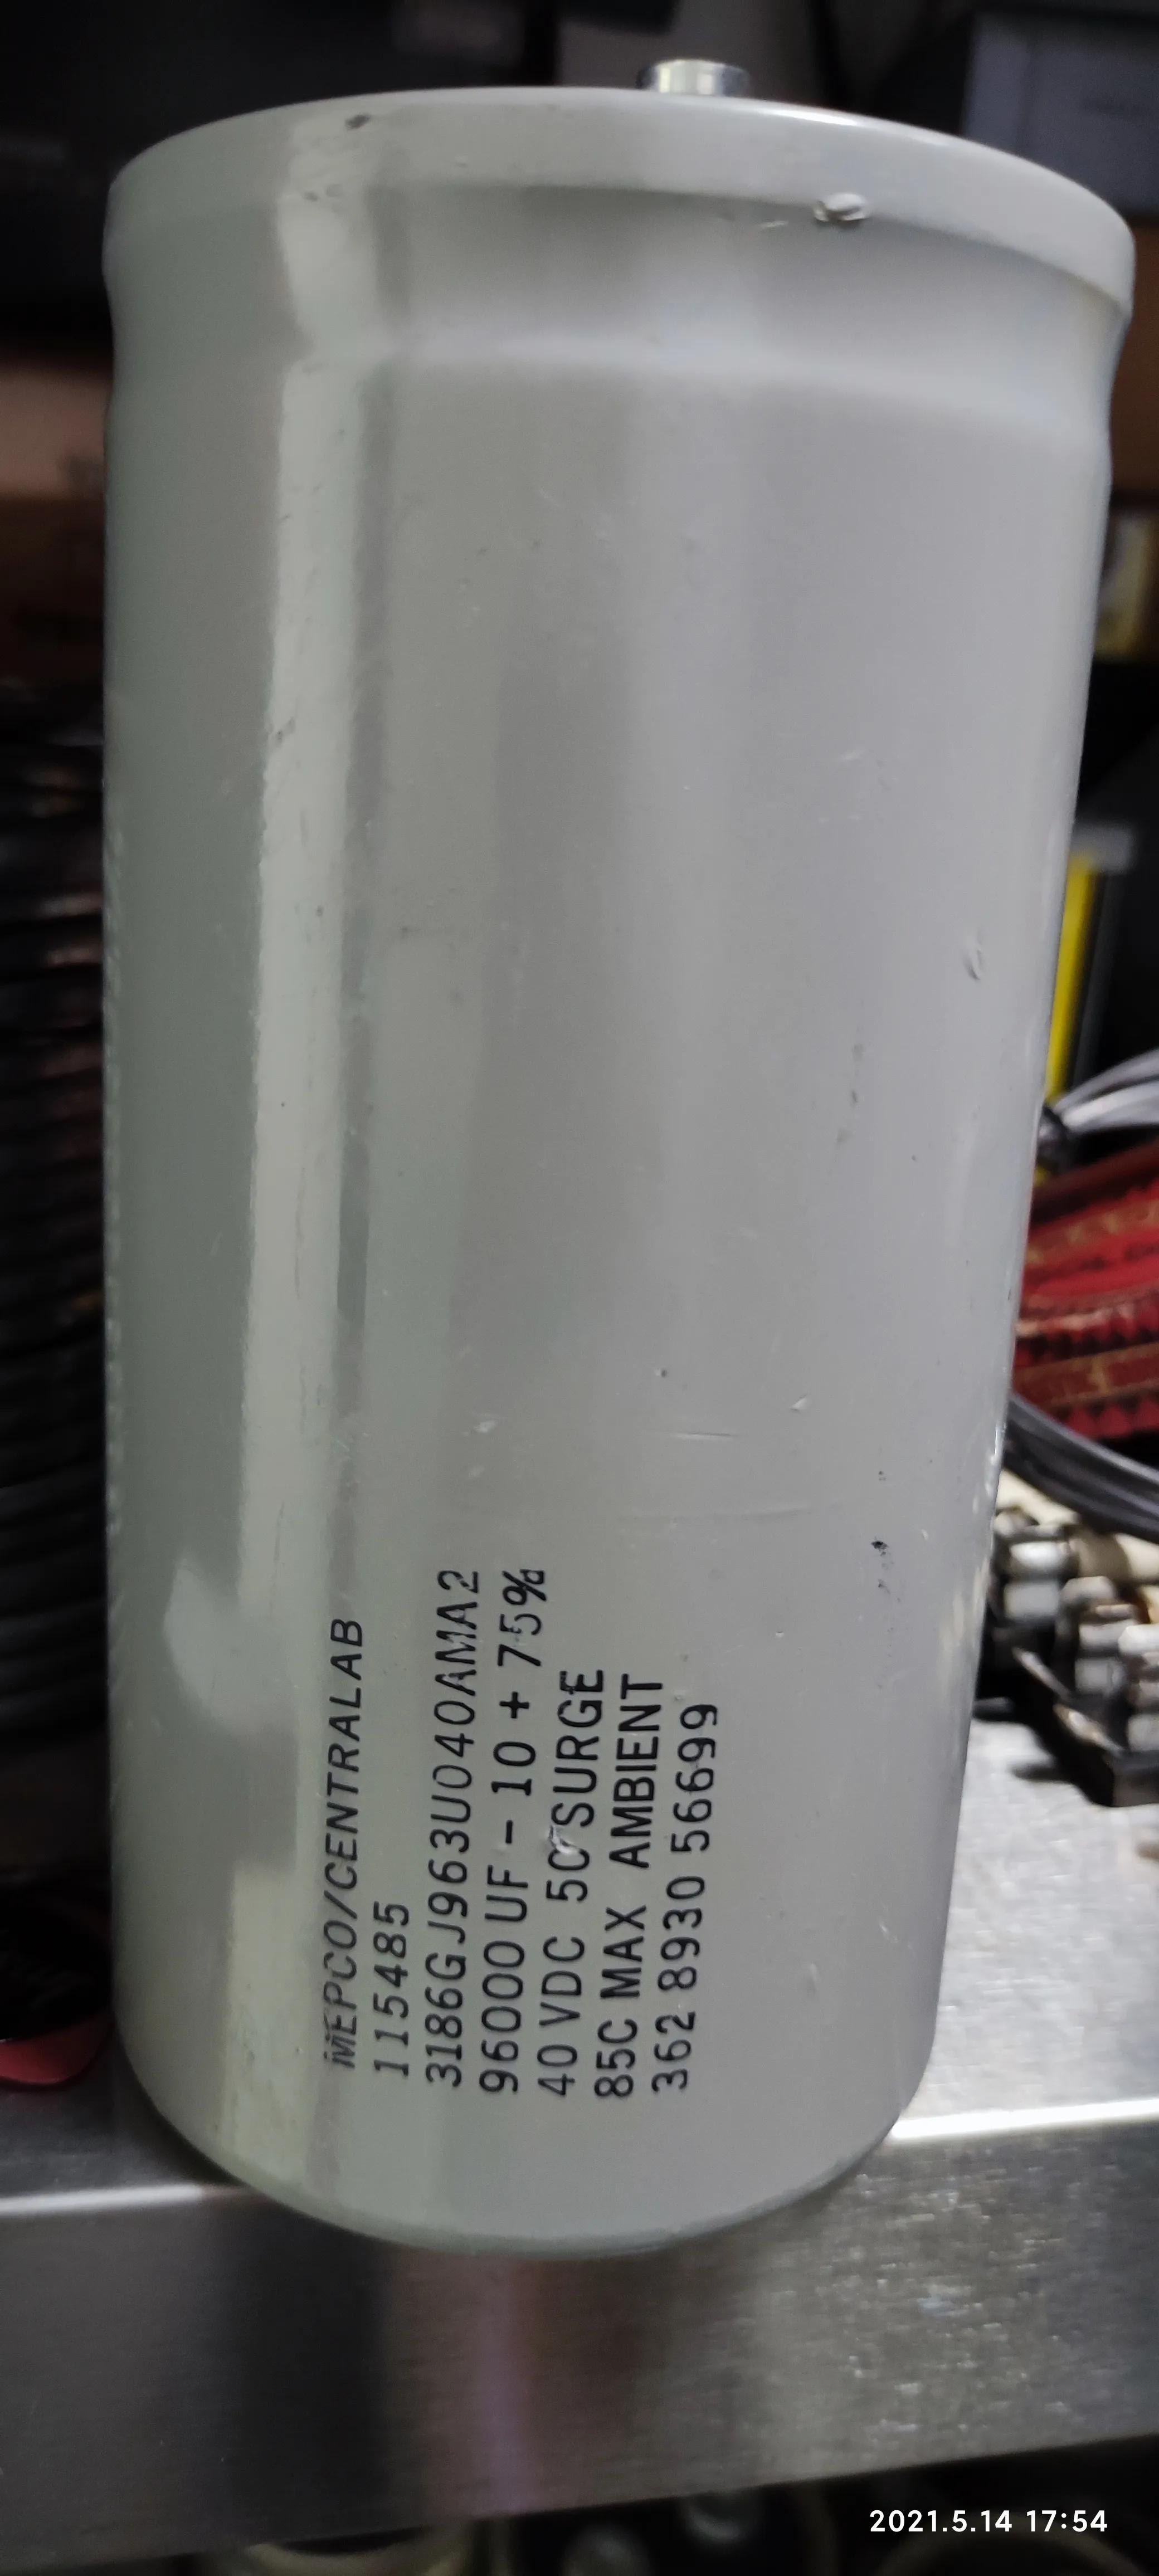 MEPCO/CENTRALAB
115485
3186GJ963U040AMA2
96000 UF - 10 + 75%
40 VDC 50 SURGE
85C MAX AMBIENT
362 8930 56699
2021.5.14 17:54